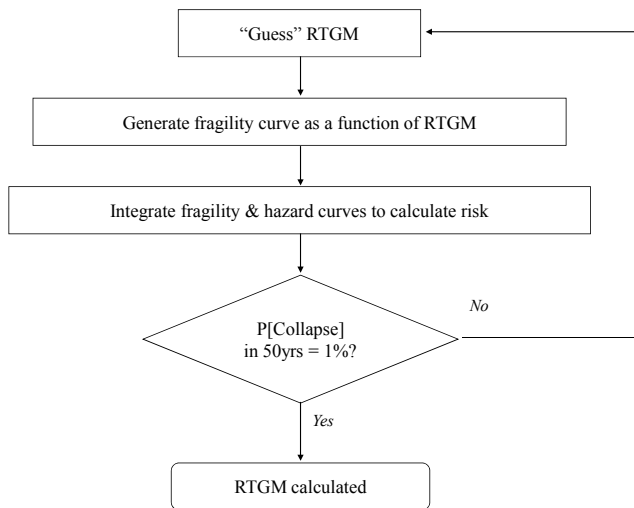 “Guess” RTGM
Generate fragility curve as a function of RTGM
Integrate fragility & hazard curves to calculate risk
No
P[Collapse]
in 50yrs = 1%?
Yes
RTGM calculated